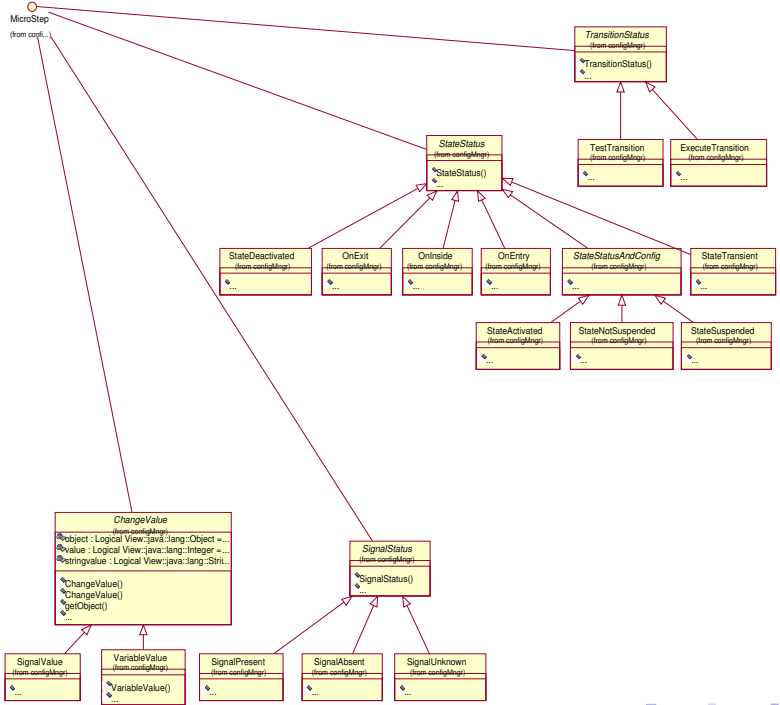 MicroStep
(from confi...)
TransitionStatus
(from configMngr)
TransitionStatus()
...
TestTransition
(from configMngr)
...
ExecuteTransition
(from configMngr)
...
StateStatus
(from configMngr)
StateStatus()
...
StateDeactivated
(from configMngr)
...
OnExit
(from configMngr)
...
OnInside
(from configMngr)
...
OnEntry
(from configMngr)
...
StateStatusAndConfig
(from configMngr)
...
StateTransient
(from configMngr)
...
StateActivated
(from configMngr)
...
StateNotSuspended
(from configMngr)
...
StateSuspended
(from configMngr)
...
ChangeValue
(from configMngr)
object : Logical View::java::lang::Object =...
value : Logical View::java::lang::Integer =...
stringvalue : Logical View::java::lang::Strin...
ChangeValue()
ChangeValue()
getObject()
...
SignalStatus
(from configMngr)
SignalStatus()
...
SignalValue
(from configMngr)
...
VariableValue
(from configMngr)
VariableValue()
...
SignalPresent
(from configMngr)
...
SignalAbsent
(from configMngr)
...
SignalUnknown
(from configMngr)
...